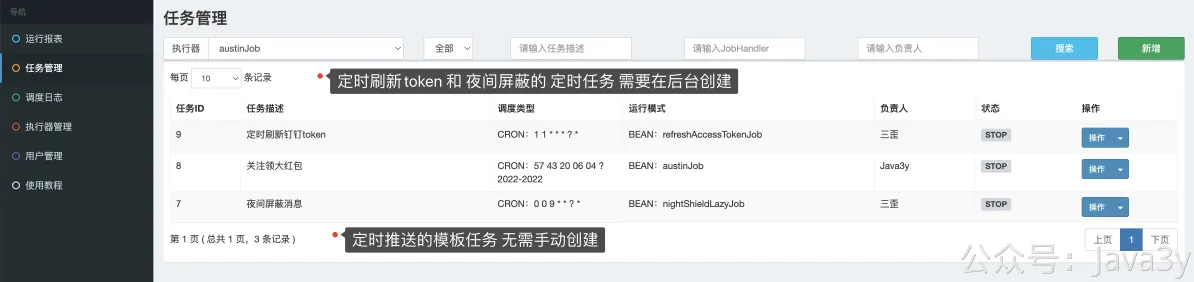 导航
运行报表
任务管理
调度日志
执行器管理
用户管理
使用教程
任务管理
执行器 austinJob 全部 请输入任务描述 请输入JobHandler 请输入负责人 搜索 新增
每页 10 条记录
定时刷新token 和 夜间屏蔽的 定时任务 需要在后台创建
任务ID 任务描述 调度类型 运行模式 负责人 状态 操作
9 定时刷新钉钉token CRON：1 1 * * * ? * BEAN：refreshAccessTokenJob 三歪 STOP 操作
8 关注领大红包 CRON：57 43 20 06 04 ? BEAN：austinJob Java3y STOP 操作
2022-2022
7 夜间屏蔽消息 CRON：0 0 9 * * ? * BEAN：nightShieldLazyJob 三歪 STOP 操作
第 1 页 ( 总共 1 页，3 条记录 )
定时推送的模板任务 无需手动创建
上页 1 下页
公众号：Java3y